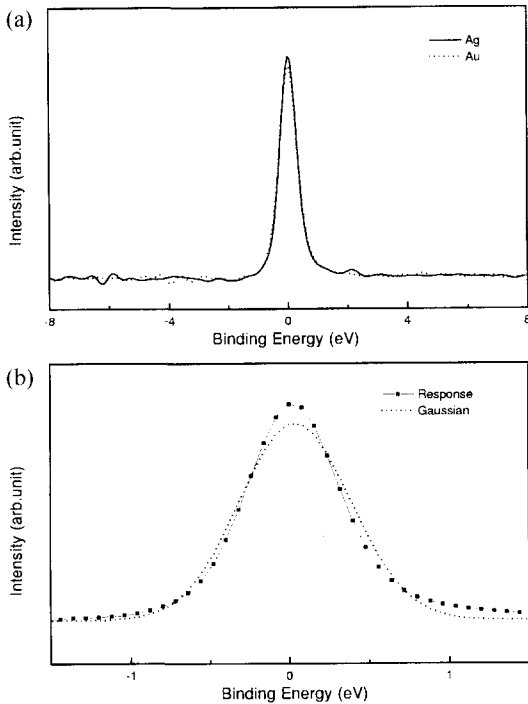 (a)
Ag
Au
Intensity (arb.unit)
-8
-4
0
4
8
Binding Energy (eV)
(b)
Response
Gaussian
Intensity (arb.unit)
-1
0
1
Binding Energy (eV)